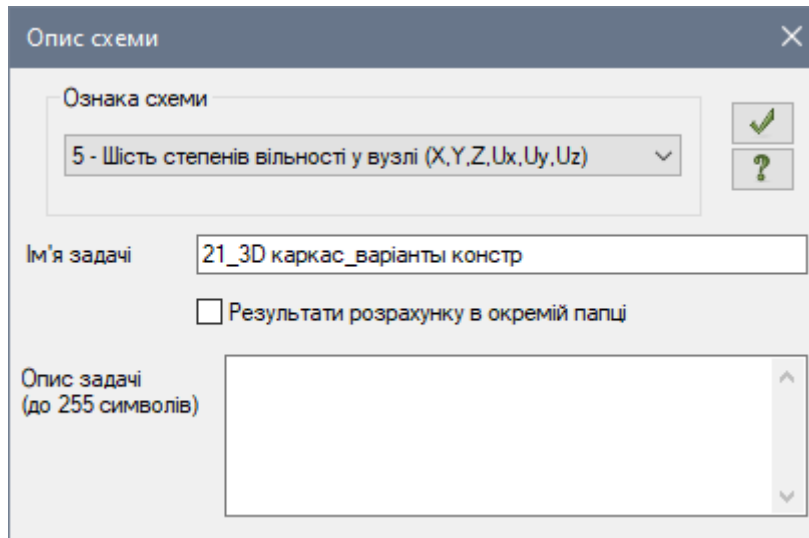 Опис схеми
Ознака схеми
5 - Шість степенів вільності у вузлі (X,Y,Z,Ux,Uy,Uz)
Ім'я задачі
21_3D каркас_варіанты констр
Результати розрахунку в окремій папці
Опис задачі
(до 255 символів)